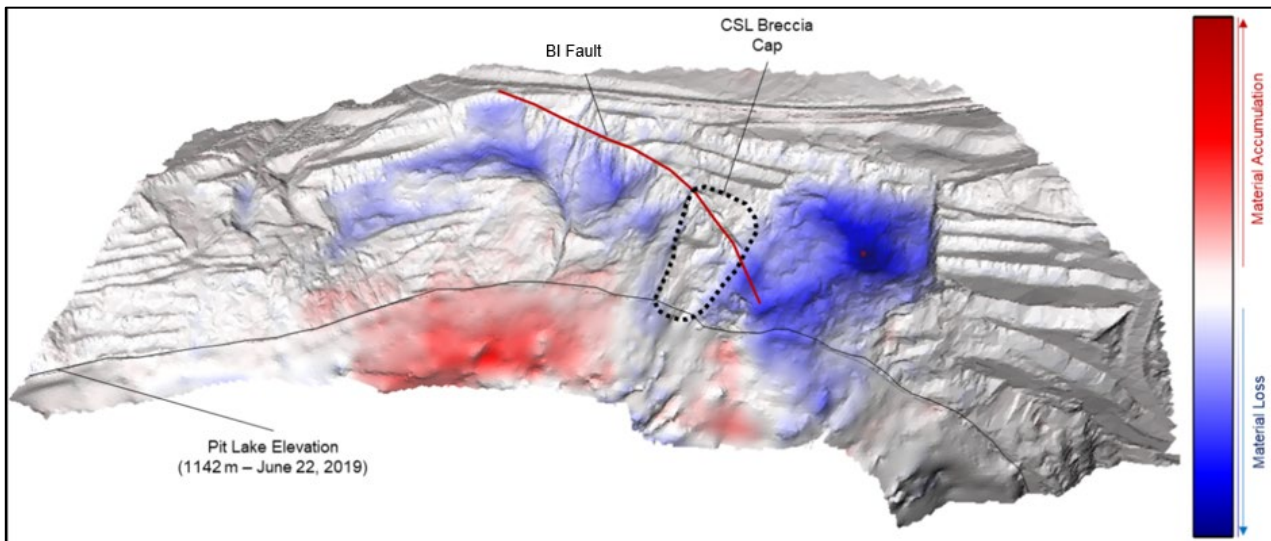 CSL Breccia
Cap
BI Fault
Material Accumulation
Material Loss
Pit Lake Elevation
(1142 m – June 22, 2019)